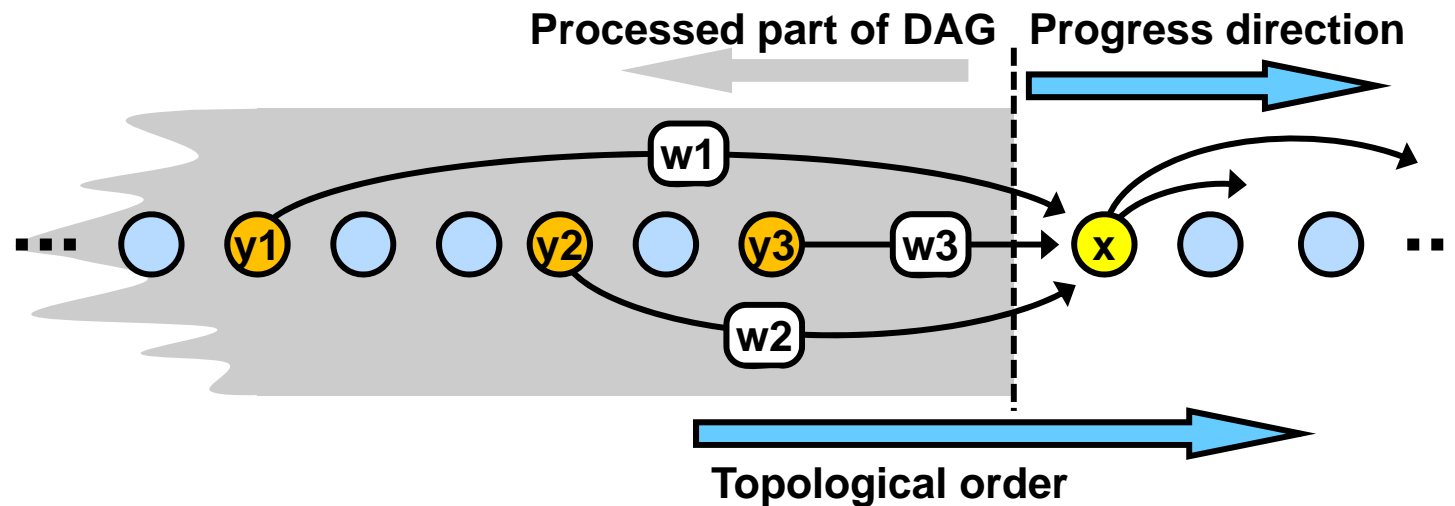 Processed part of DAG
Progress direction
w1
y1
y2
y3
w3
x
w2
Topological order